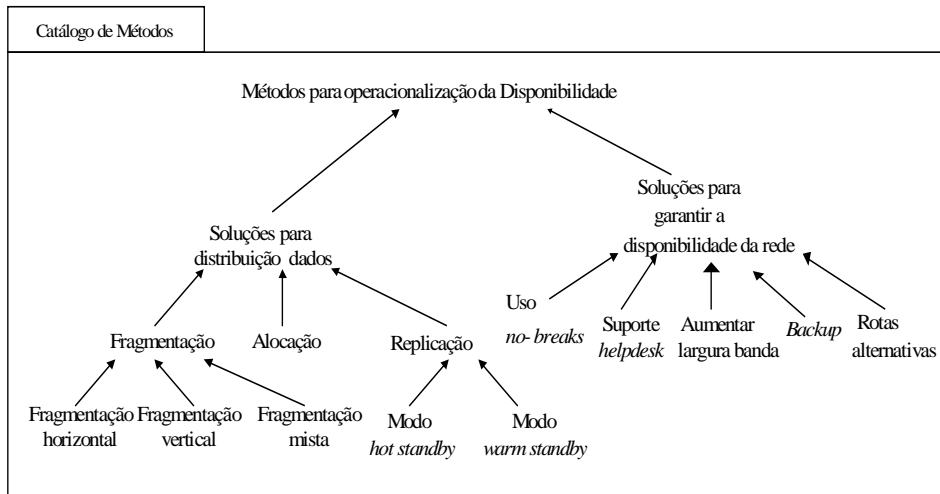 Catálogo de Métodos
Métodos para operacionalização da Disponibilidade
Soluções para
distribuição dados
Soluções para
garantir a
disponibilidade da rede
Fragmentação
Alocação
Replicação
Uso
no- breaks
Suporte
helpdesk
Aumentar
largura banda
Backup
Rotas
alternativas
Fragmentação
horizontal
Fragmentação
vertical
Fragmentação
mista
Modo
hot standby
Modo
warm standby